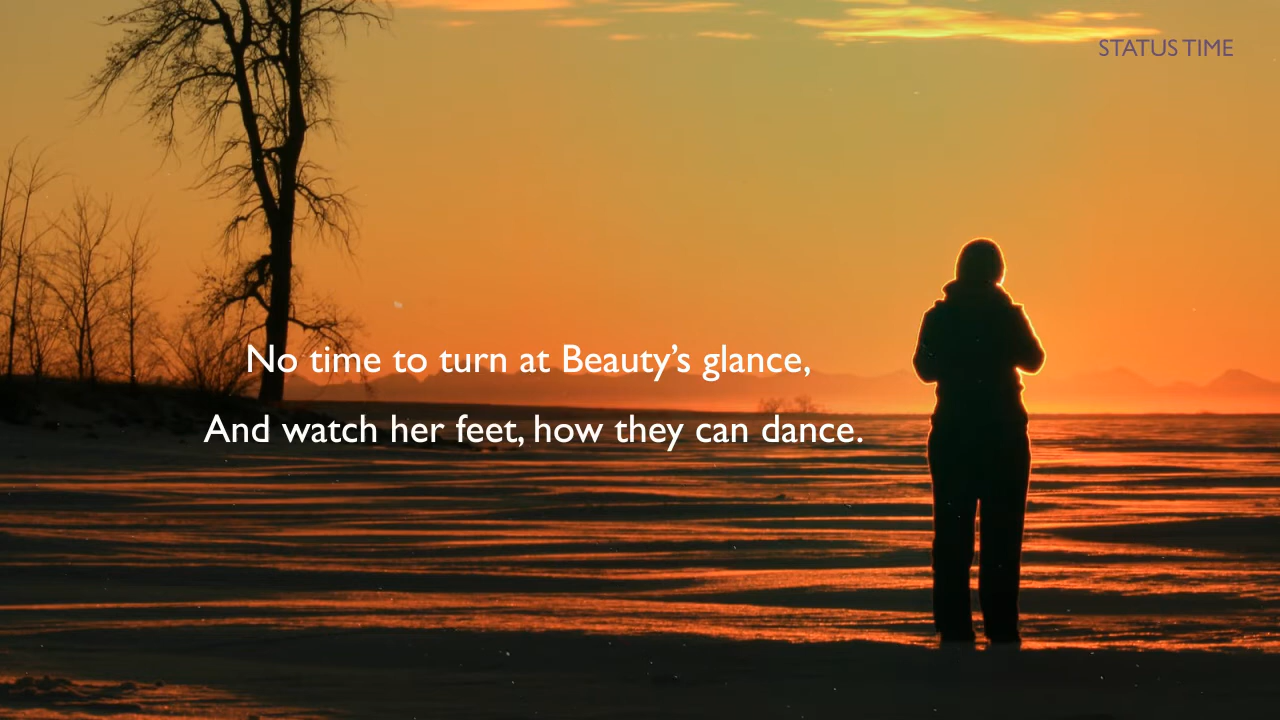 STATUS TIME
No time to turn at Beauty’s glance,
And watch her feet, how they can dance.